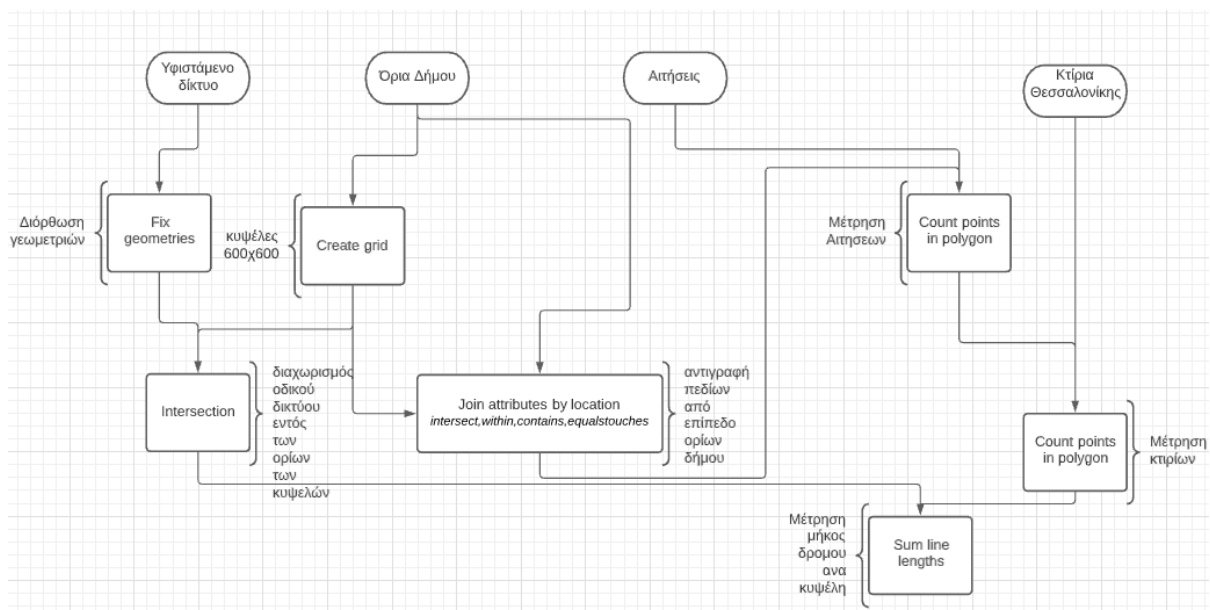 Υφιστάμενο
δίκτυο
Όρια Δήμου
Αιτήσεις
Κτίρια
Θεσσαλονίκης
Διόρθωση
γεωμετριών
Fix
geometries
κυψέλες
600χ600
Create grid
Μέτρηση
Αιτησεων
Count points
in polygon
Intersection
διαχωρισμός
οδικού
δικτύου
εντός
των
ορίων
των
κυψελών
Join attributes by location
intersect,within,contains,equalstouches
αντιγραφή
πεδίων
από
επίπεδο
ορίων
δήμου
Count points
in polygon
Μέτρηση
κτιρίων
Μέτρηση
μήκος
δρομου
ανα
κυψέλη
Sum line
lengths